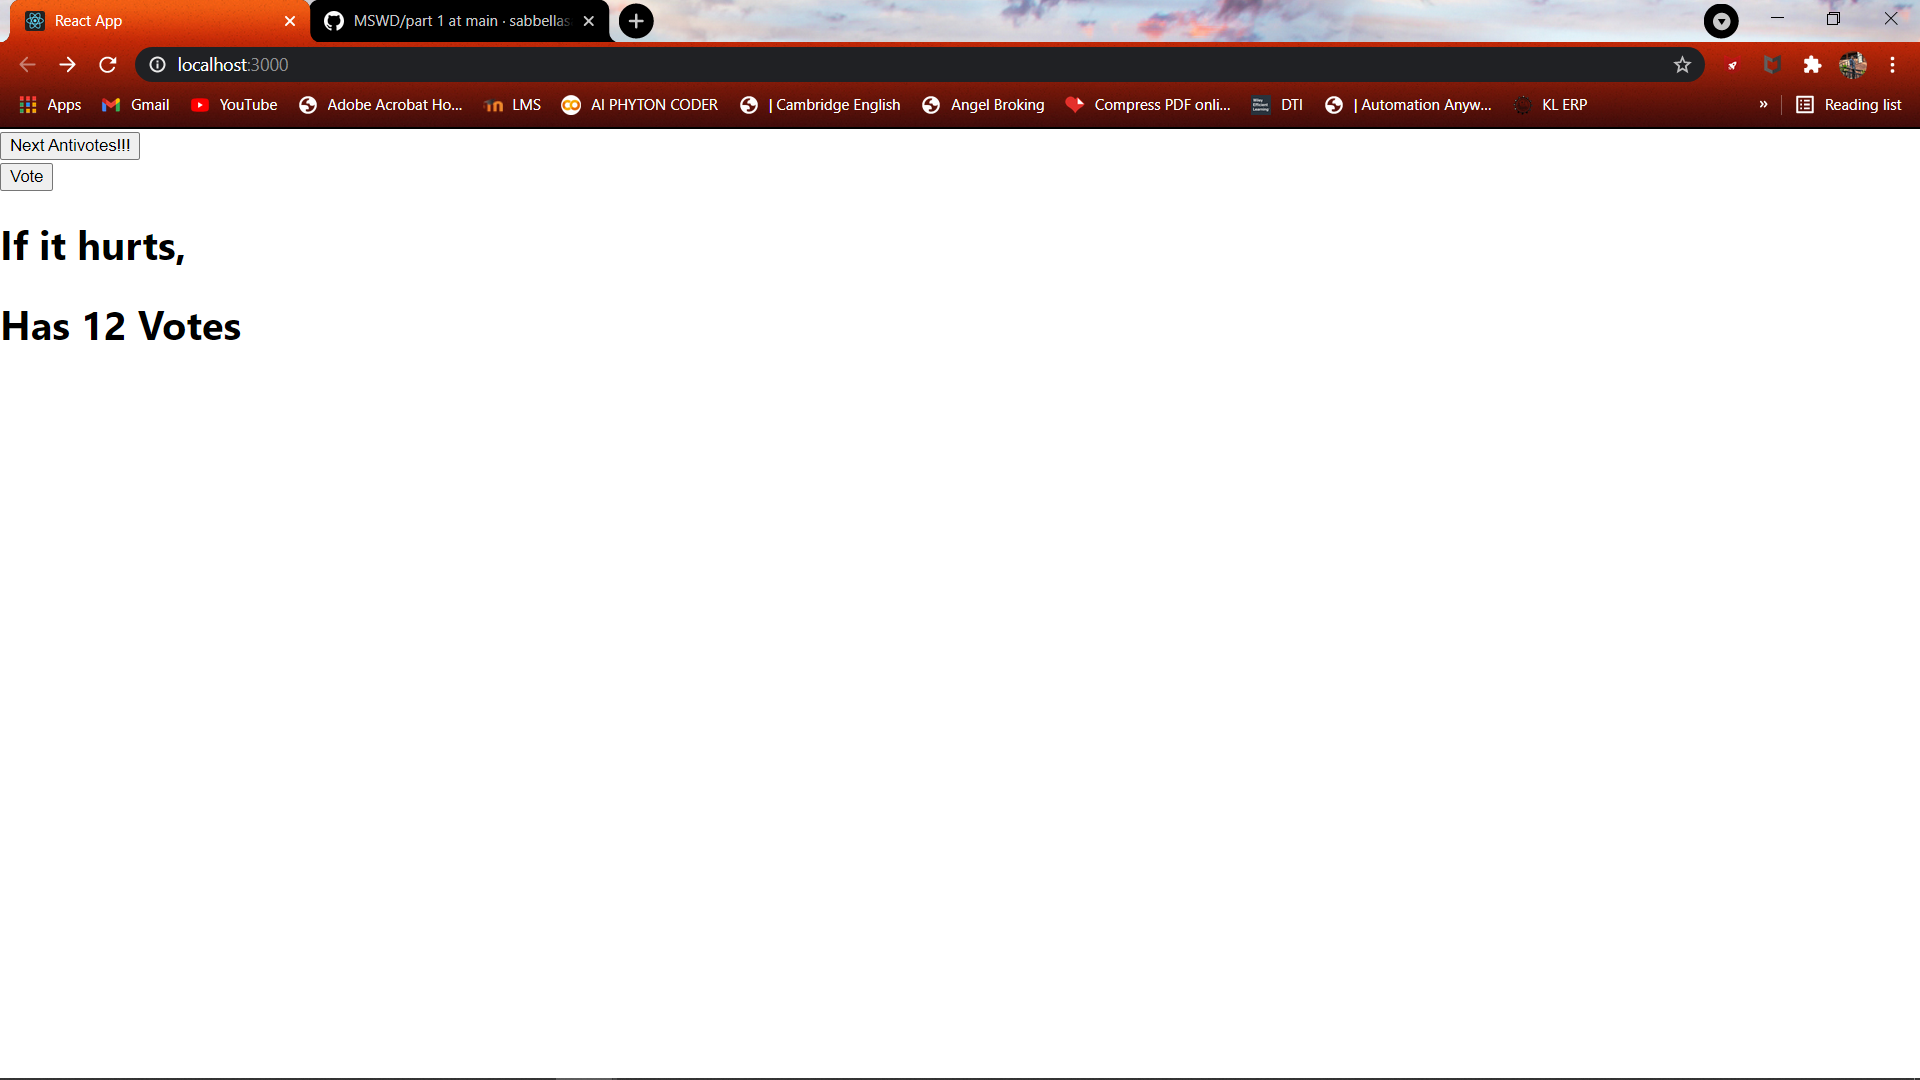 React App
MSWD/part 1 at main · sabbellas
localhost:3000
Apps Gmail YouTube Adobe Acrobat Ho... LMS AI PHYTON CODER | Cambridge English Angel Broking Compress PDF onli... DTI | Automation Anyw... KL ERP » Reading list
Next Antivotes!!!
Vote
If it hurts,
Has 12 Votes